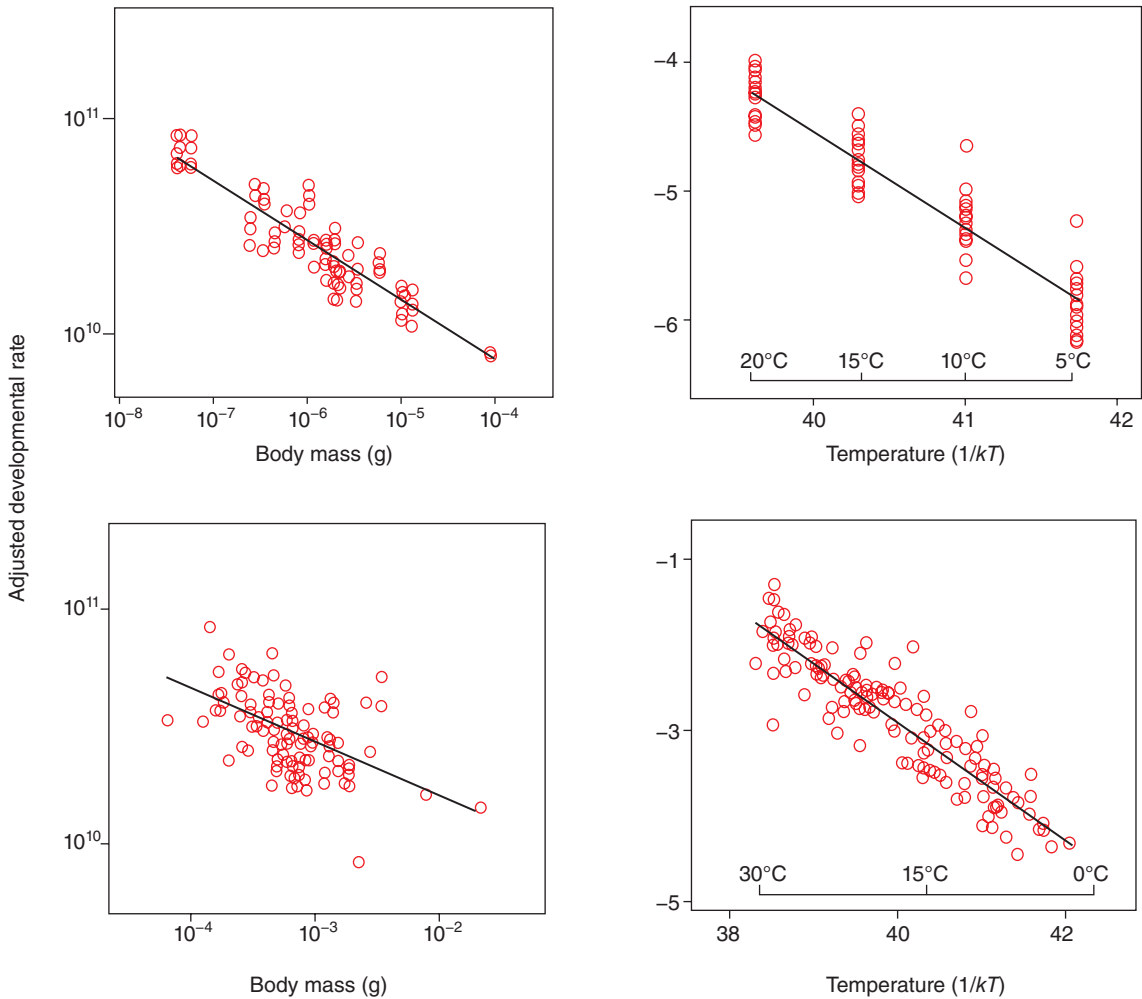 Adjusted developmental rate
10¹¹
10¹⁰
10⁻⁸ 10⁻⁷ 10⁻⁶ 10⁻⁵ 10⁻⁴
Body mass (g)
−4
−5
−6
20°C 15°C 10°C 5°C
40 41 42
Temperature (1/kT)
10¹¹
10¹⁰
10⁻⁴ 10⁻³ 10⁻²
Body mass (g)
−1
−3
−5
30°C 15°C 0°C
38 40 42
Temperature (1/kT)